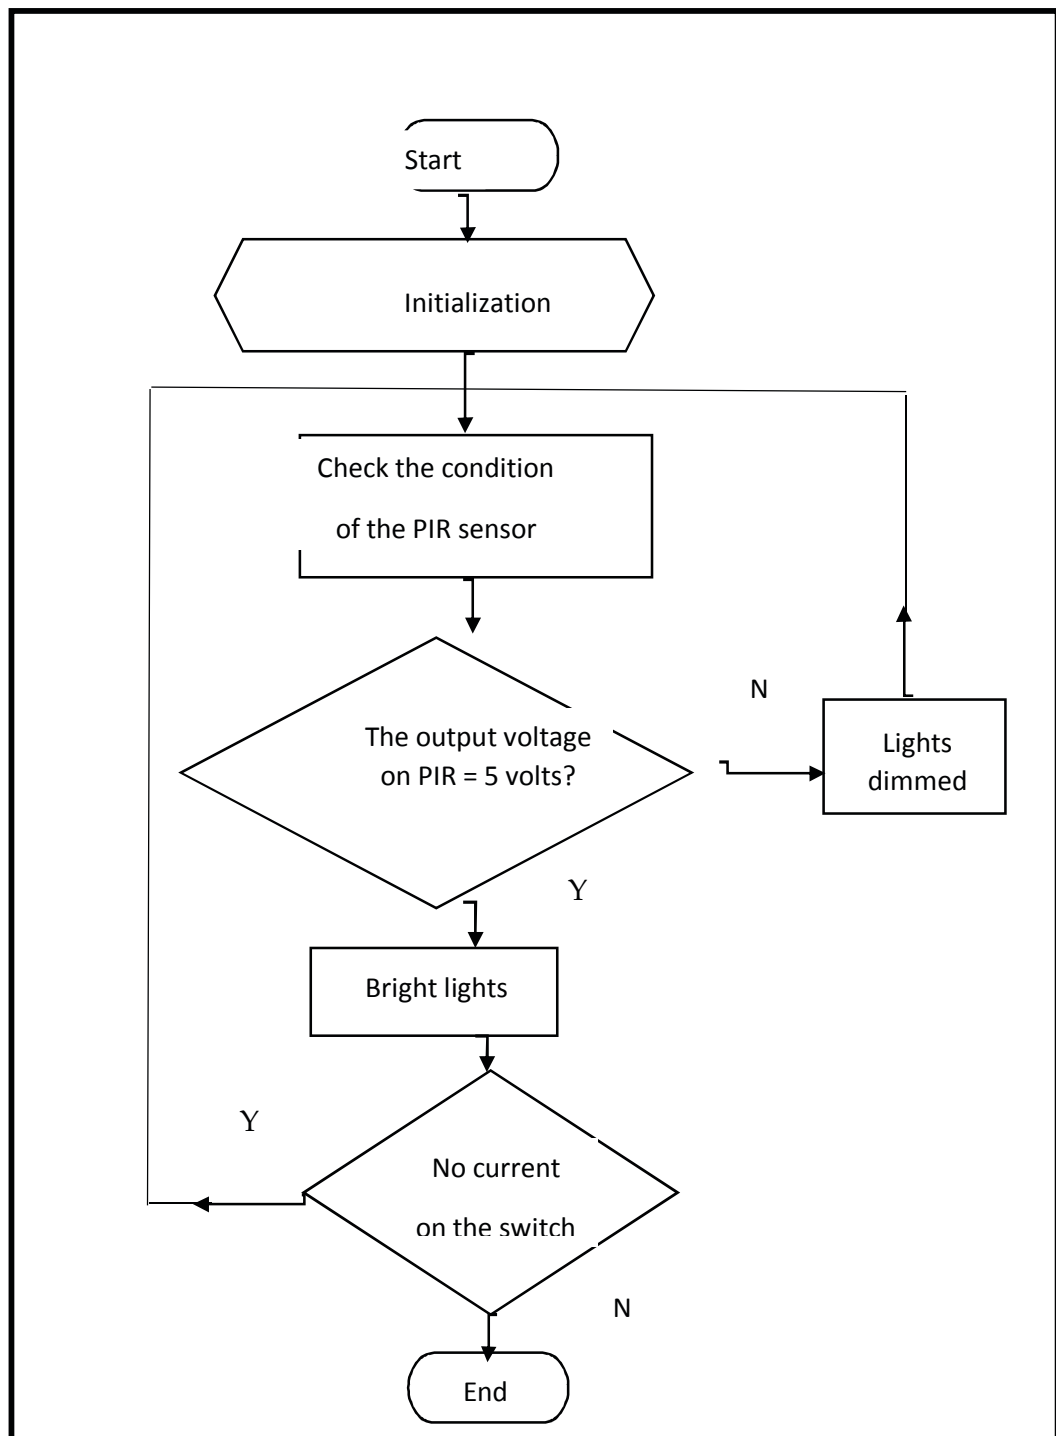 Start
Initialization
Check the condition
of the PIR sensor
N
The output voltage
on PIR = 5 volts?
Lights
dimmed
Y
Bright lights
Y
No current
on the switch
N
End